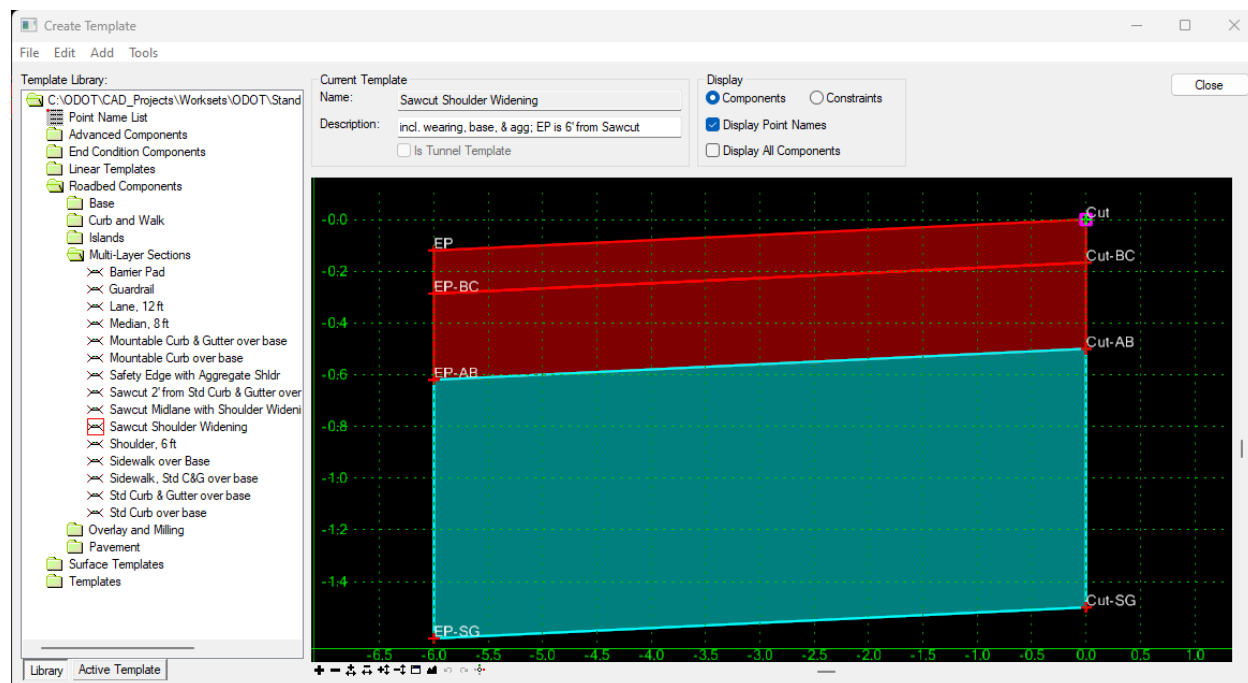 Create Template
File Edit Add Tools
Template Library:
C:\ODOT\CAD_Projects\Worksets\ODOT\Stand
Point Name List
Advanced Components
End Condition Components
Linear Templates
Roadbed Components
Base
Curb and Walk
Islands
Multi-Layer Sections
Barrier Pad
Guardrail
Lane, 12 ft
Median, 8 ft
Mountable Curb & Gutter over base
Mountable Curb over base
Safety Edge with Aggregate Shldr
Sawcut 2' from Std Curb & Gutter over
Sawcut Midlane with Shoulder Wideni
Sawcut Shoulder Widening
Shoulder, 6 ft
Sidewalk over Base
Sidewalk, Std C&G over base
Std Curb & Gutter over base
Std Curb over base
Overlay and Milling
Pavement
Surface Templates
Templates
Library Active Template
Current Template
Name: Sawcut Shoulder Widening
Description: incl. wearing, base, & agg; EP is 6' from Sawcut
Is Tunnel Template
Display
Components Constraints
Display Point Names
Display All Components
Close
-0.0
-0.2
-0.4
-0.6
-0.8
-1.0
-1.2
-1.4
EP
EP-BC
EP-AB
EP-SG
Cut
Cut-BC
Cut-AB
Cut-SG
-6.5 -6.0 -5.5 -5.0 -4.5 -4.0 -3.5 -3.0 -2.5 -2.0 -1.5 -1.0 -0.5 0.0 0.5 1.0